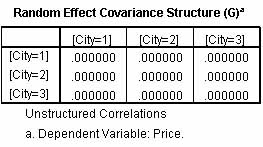 Random Effect Covariance Structure (G)a
[City=1] [City=2] [City=3]
[City=1] .000000 .000000 .000000
[City=2] .000000 .000000 .000000
[City=3] .000000 .000000 .000000
Unstructured Correlations
a. Dependent Variable: Price.